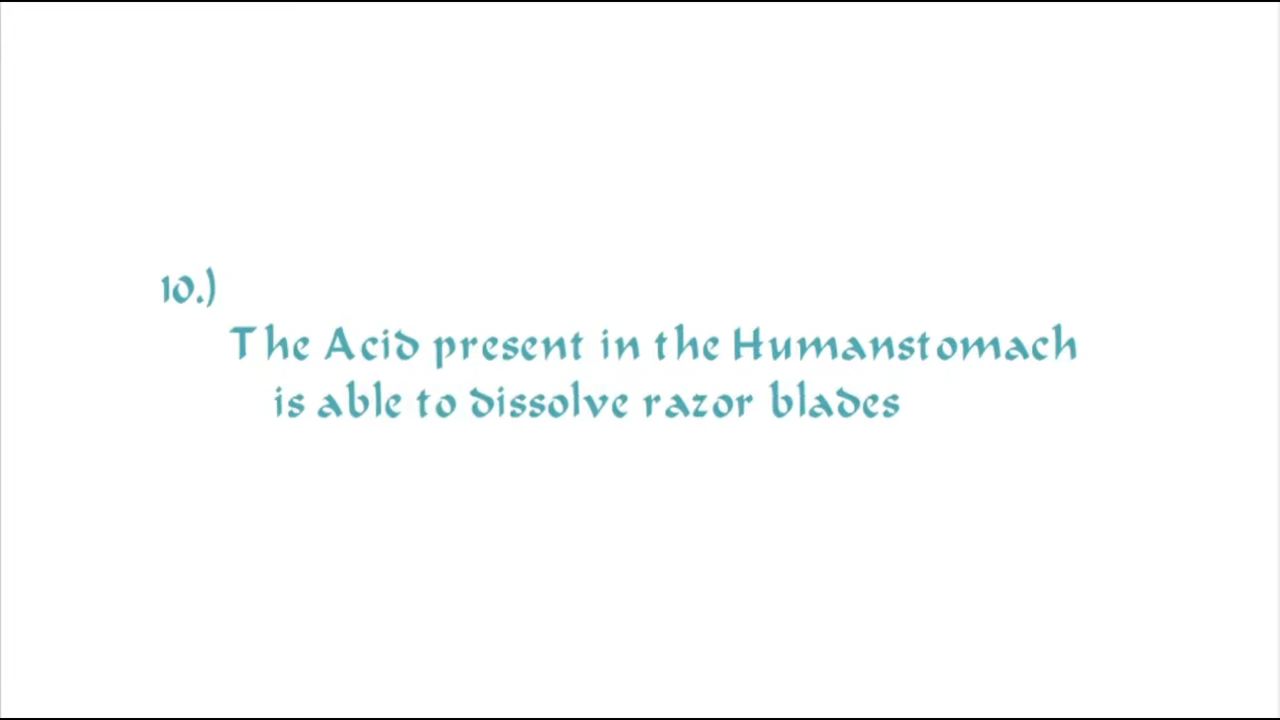 10.)
The Acid present in the Humanstomach
is able to dissolve razor blades